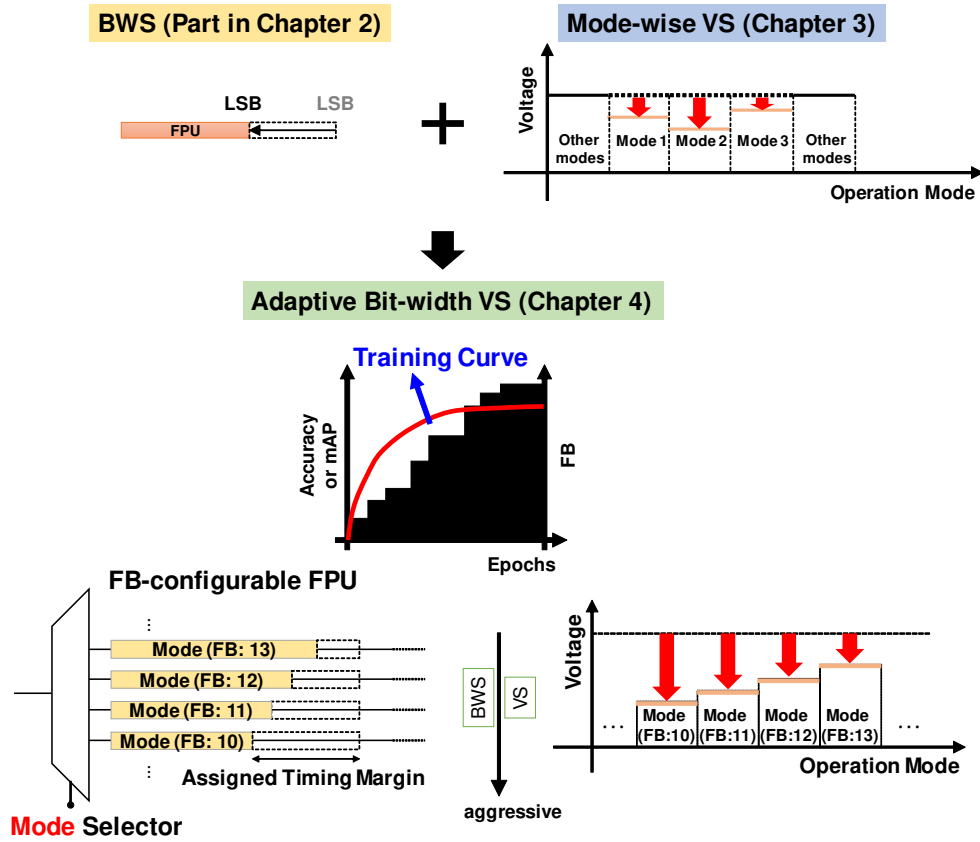 BWS (Part in Chapter 2)
Mode-wise VS (Chapter 3)
LSB
LSB
FPU
+
Voltage
Other
modes
Mode 1
Mode 2
Mode 3
Other
modes
Operation Mode
Adaptive Bit-width VS (Chapter 4)
Training Curve
Accuracy
or mAP
FB
Epochs
FB-configurable FPU
...
Mode (FB: 13)
Mode (FB: 12)
Mode (FB: 11)
Mode (FB: 10)
...
Assigned Timing Margin
Mode Selector
BWS
VS
aggressive
Voltage
...
Mode
(FB:10)
Mode
(FB:11)
Mode
(FB:12)
Mode
(FB:13)
...
Operation Mode